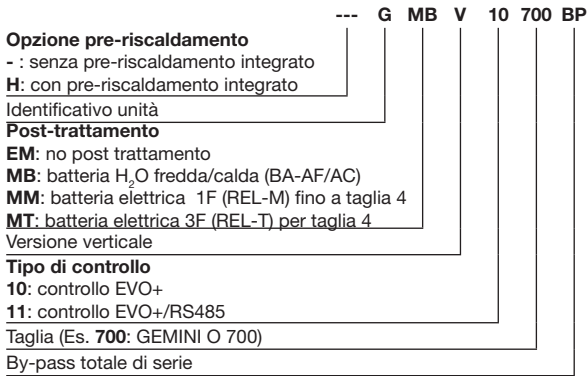 --- G MB V 10 700 BP
Opzione pre-riscaldamento
- : senza pre-riscaldamento integrato
H: con pre-riscaldamento integrato
Identificativo unità
Post-trattamento
EM: no post trattamento
MB: batteria H₂O fredda/calda (BA-AF/AC)
MM: batteria elettrica 1F (REL-M) fino a taglia 4
MT: batteria elettrica 3F (REL-T) per taglia 4
Versione verticale
Tipo di controllo
10: controllo EVO+
11: controllo EVO+/RS485
Taglia (Es. 700: GEMINI O 700)
By-pass totale di serie